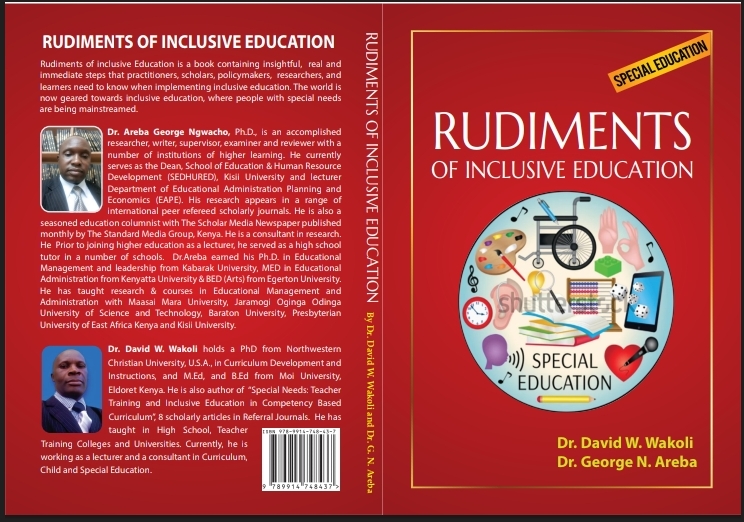 RUDIMENTS OF INCLUSIVE EDUCATION
Rudiments of inclusive Education is a book containing insightful, real and
immediate steps that practitioners, scholars, policymakers, researchers, and
learners need to know when implementing inclusive education. The world is
now geared towards inclusive education, where people with special needs
are being mainstreamed.
Dr. Areba George Ngwacho, Ph.D., is an accomplished
researcher, writer, supervisor, examiner and reviewer with a
number of institutions of higher learning. He currently
serves as the Dean, School of Education & Human Resource
Development (SEDHURED), Kisii University and lecturer
Department of Educational Administration Planning and
Economics (EAPE). His research appears in a range of
international peer refereed scholarly journals. He is also a
seasoned education columnist with The Scholar Media Newspaper published
monthly by The Standard Media Group, Kenya. He is a consultant in research.
He Prior to joining higher education as a lecturer, he served as a high school
tutor in a number of schools. Dr.Areba earned his Ph.D. in Educational
Management and leadership from Kabarak University, MED in Educational
Administration from Kenyatta University & BED (Arts) from Egerton University.
He has taught research & courses in Educational Management and
Administration with Maasai Mara University, Jaramogi Oginga Odinga
University of Science and Technology, Baraton University, Presbyterian
University of East Africa Kenya and Kisii University.
Dr. David W. Wakoli holds a PhD from Northwestern
Christian University, U.S.A., in Curriculum Development and
Instructions, and M.Ed, and B.Ed from Moi University,
Eldoret Kenya. He is also author of “Special Needs: Teacher
Training and Inclusive Education in Competency Based
Curriculum”, 8 scholarly articles in Referral Journals. He has
taught in High School, Teacher
Training Colleges and Universities. Currently, he is
working as a lecturer and a consultant in Curriculum,
Child and Special Education.
ISBN 978-9914-748-43-7
9 789914 748437
RUDIMENTS OF INCLUSIVE EDUCATION By Dr. David W. Wakoli and Dr. G. N. Areba
SPECIAL EDUCATION
RUDIMENTS
OF INCLUSIVE EDUCATION
shutterstock
SPECIAL
EDUCATION
Dr. David W. Wakoli
Dr. George N. Areba